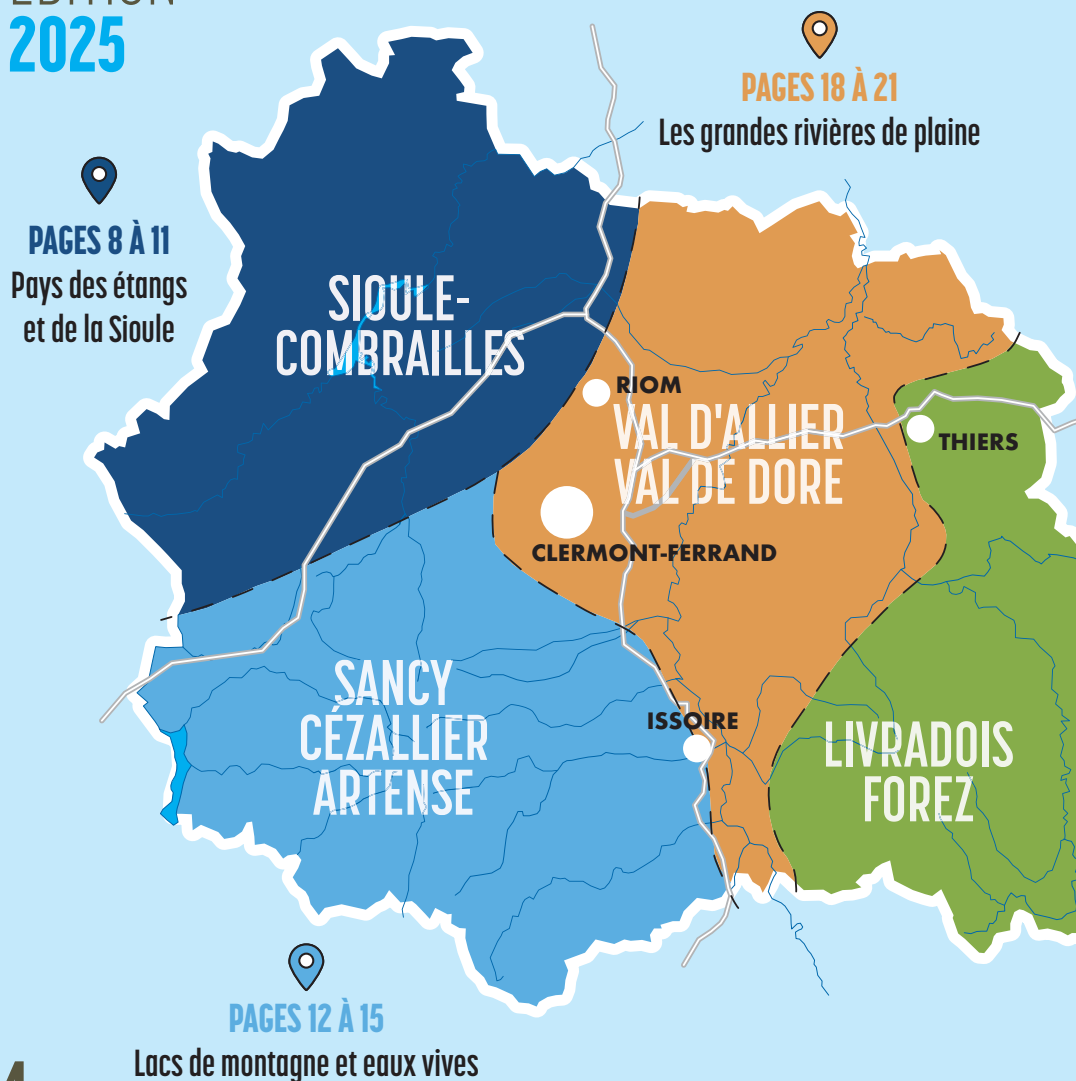 ÉDITION
2025
PAGES 18 À 21
Les grandes rivières de plaine
PAGES 8 À 11
Pays des étangs
et de la Sioule
SIOULE-
COMBRAILLES
RIOM
VAL D'ALLIER
VAL DE DORE
THIERS
CLERMONT-FERRAND
SANCY
CÉZALLIER
ARTENSE
ISSOIRE
LIVRADOIS
FOREZ
PAGES 12 À 15
Lacs de montagne et eaux vives
4